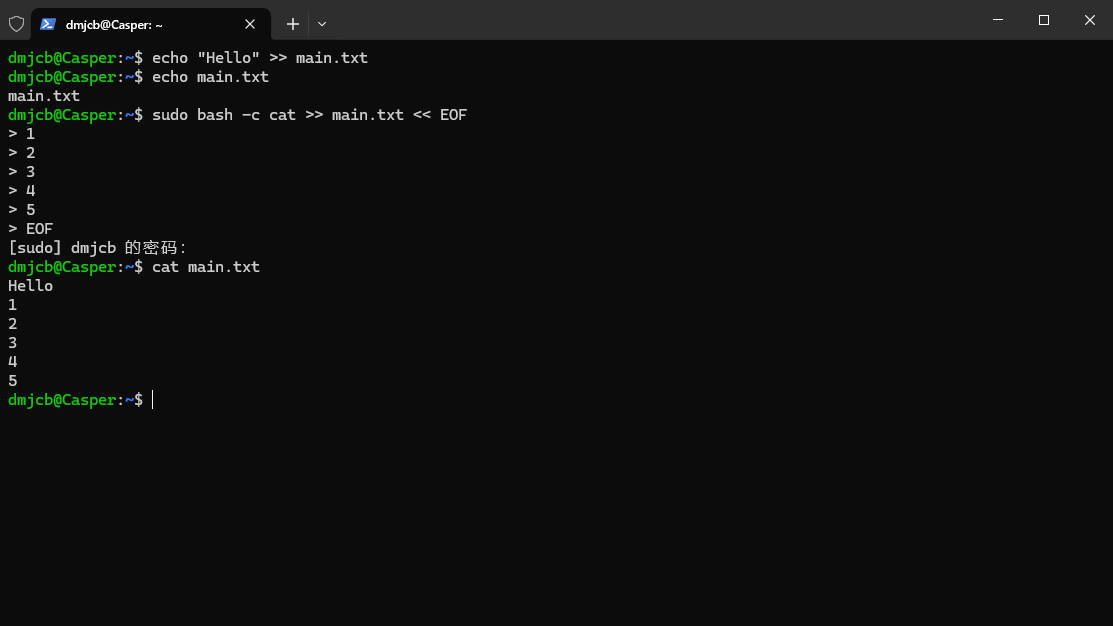 dmjcb@Casper: ~
dmjcb@Casper:~$ echo "Hello" >> main.txt
dmjcb@Casper:~$ echo main.txt
main.txt
dmjcb@Casper:~$ sudo bash -c cat >> main.txt << EOF
> 1
> 2
> 3
> 4
> 5
> EOF
[sudo] dmjcb 的密码：
dmjcb@Casper:~$ cat main.txt
Hello
1
2
3
4
5
dmjcb@Casper:~$